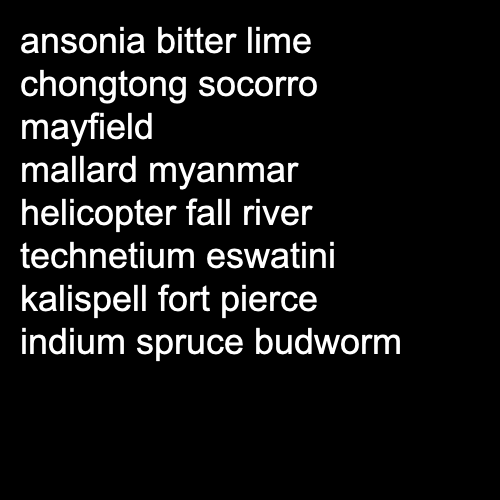 ansonia bitter lime
chongtong socorro
mayfield
mallard myanmar
helicopter fall river
technetium eswatini
kalispell fort pierce
indium spruce budworm